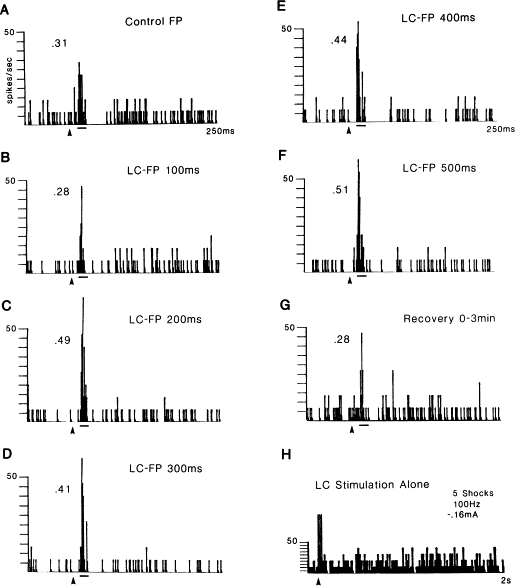 A
Control FP
50
.31
spikes/sec
250ms
B
LC-FP 100ms
50
.28
C
LC-FP 200ms
50
.49
D
LC-FP 300ms
50
.41
E
LC-FP 400ms
50
.44
250ms
F
LC-FP 500ms
50
.51
G
Recovery 0-3min
50
.28
H
LC Stimulation Alone
5 Shocks
100Hz
-.16mA
50
2s